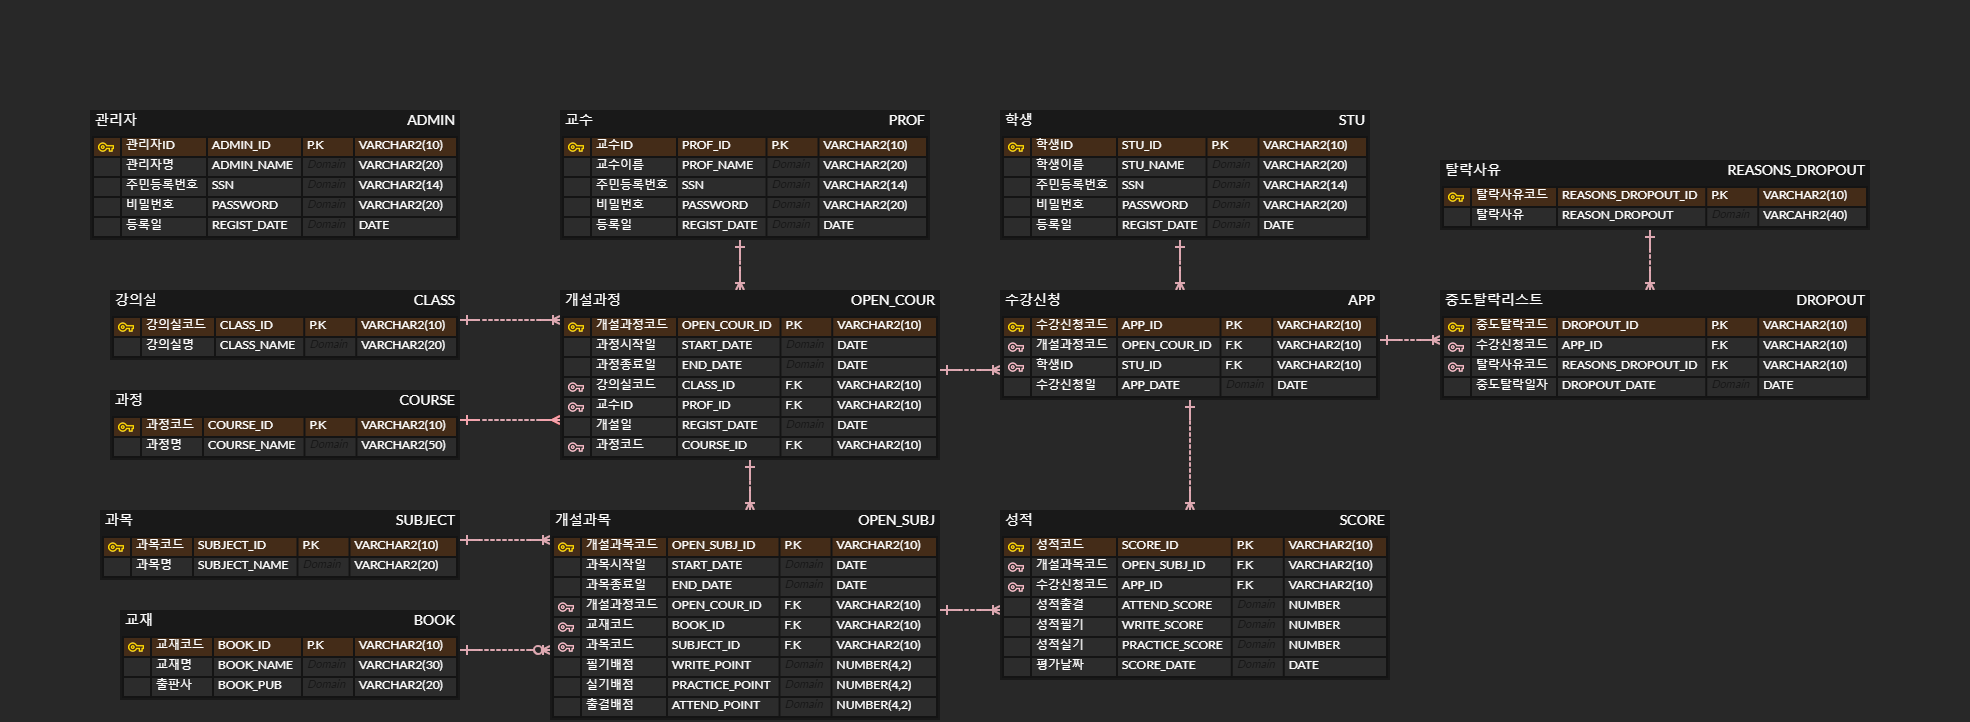 관리자 ADMIN
관리자ID ADMIN_ID P.K VARCHAR2(10)
관리자명 ADMIN_NAME Domain VARCHAR2(20)
주민등록번호 SSN Domain VARCHAR2(14)
비밀번호 PASSWORD Domain VARCHAR2(20)
등록일 REGIST_DATE Domain DATE
교수 PROF
교수ID PROF_ID P.K VARCHAR2(10)
교수이름 PROF_NAME Domain VARCHAR2(20)
주민등록번호 SSN Domain VARCHAR2(14)
비밀번호 PASSWORD Domain VARCHAR2(20)
등록일 REGIST_DATE Domain DATE
학생 STU
학생ID STU_ID P.K VARCHAR2(10)
학생이름 STU_NAME Domain VARCHAR2(20)
주민등록번호 SSN Domain VARCHAR2(14)
비밀번호 PASSWORD Domain VARCHAR2(20)
등록일 REGIST_DATE Domain DATE
탈락사유 REASONS_DROPOUT
탈락사유코드 REASONS_DROPOUT_ID P.K VARCHAR2(10)
탈락사유 REASON_DROPOUT Domain VARCAHR2(40)
강의실 CLASS
강의실코드 CLASS_ID P.K VARCHAR2(10)
강의실명 CLASS_NAME Domain VARCHAR2(20)
개설과정 OPEN_COUR
개설과정코드 OPEN_COUR_ID P.K VARCHAR2(10)
과정시작일 START_DATE Domain DATE
과정종료일 END_DATE Domain DATE
강의실코드 CLASS_ID F.K VARCHAR2(10)
교수ID PROF_ID F.K VARCHAR2(10)
개설일 REGIST_DATE Domain DATE
과정코드 COURSE_ID F.K VARCHAR2(10)
수강신청 APP
수강신청코드 APP_ID P.K VARCHAR2(10)
개설과정코드 OPEN_COUR_ID F.K VARCHAR2(10)
학생ID STU_ID F.K VARCHAR2(10)
수강신청일 APP_DATE Domain DATE
중도탈락리스트 DROPOUT
중도탈락코드 DROPOUT_ID P.K VARCHAR2(10)
수강신청코드 APP_ID F.K VARCHAR2(10)
탈락사유코드 REASONS_DROPOUT_ID F.K VARCHAR2(10)
중도탈락일자 DROPOUT_DATE Domain DATE
과정 COURSE
과정코드 COURSE_ID P.K VARCHAR2(10)
과정명 COURSE_NAME Domain VARCHAR2(50)
과목 SUBJECT
과목코드 SUBJECT_ID P.K VARCHAR2(10)
과목명 SUBJECT_NAME Domain VARCHAR2(20)
개설과목 OPEN_SUBJ
개설과목코드 OPEN_SUBJ_ID P.K VARCHAR2(10)
과목시작일 START_DATE Domain DATE
과목종료일 END_DATE Domain DATE
개설과정코드 OPEN_COUR_ID F.K VARCHAR2(10)
교재코드 BOOK_ID F.K VARCHAR2(10)
과목코드 SUBJECT_ID F.K VARCHAR2(10)
필기배점 WRITE_POINT Domain NUMBER(4,2)
실기배점 PRACTICE_POINT Domain NUMBER(4,2)
출결배점 ATTEND_POINT Domain NUMBER(4,2)
성적 SCORE
성적코드 SCORE_ID P.K VARCHAR2(10)
개설과목코드 OPEN_SUBJ_ID F.K VARCHAR2(10)
수강신청코드 APP_ID F.K VARCHAR2(10)
성적출결 ATTEND_SCORE Domain NUMBER
성적필기 WRITE_SCORE Domain NUMBER
성적실기 PRACTICE_SCORE Domain NUMBER
평가날짜 SCORE_DATE Domain DATE
교재 BOOK
교재코드 BOOK_ID P.K VARCHAR2(10)
교재명 BOOK_NAME Domain VARCHAR2(30)
출판사 BOOK_PUB Domain VARCHAR2(20)